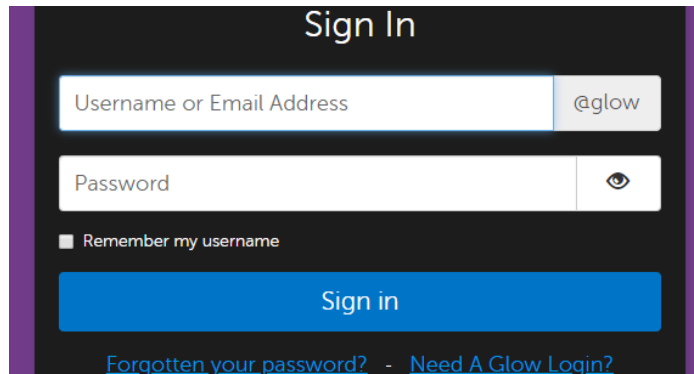 Sign In
Username or Email Address @glow
Password
Remember my username
Sign in
Forgotten your password? - Need A Glow Login?